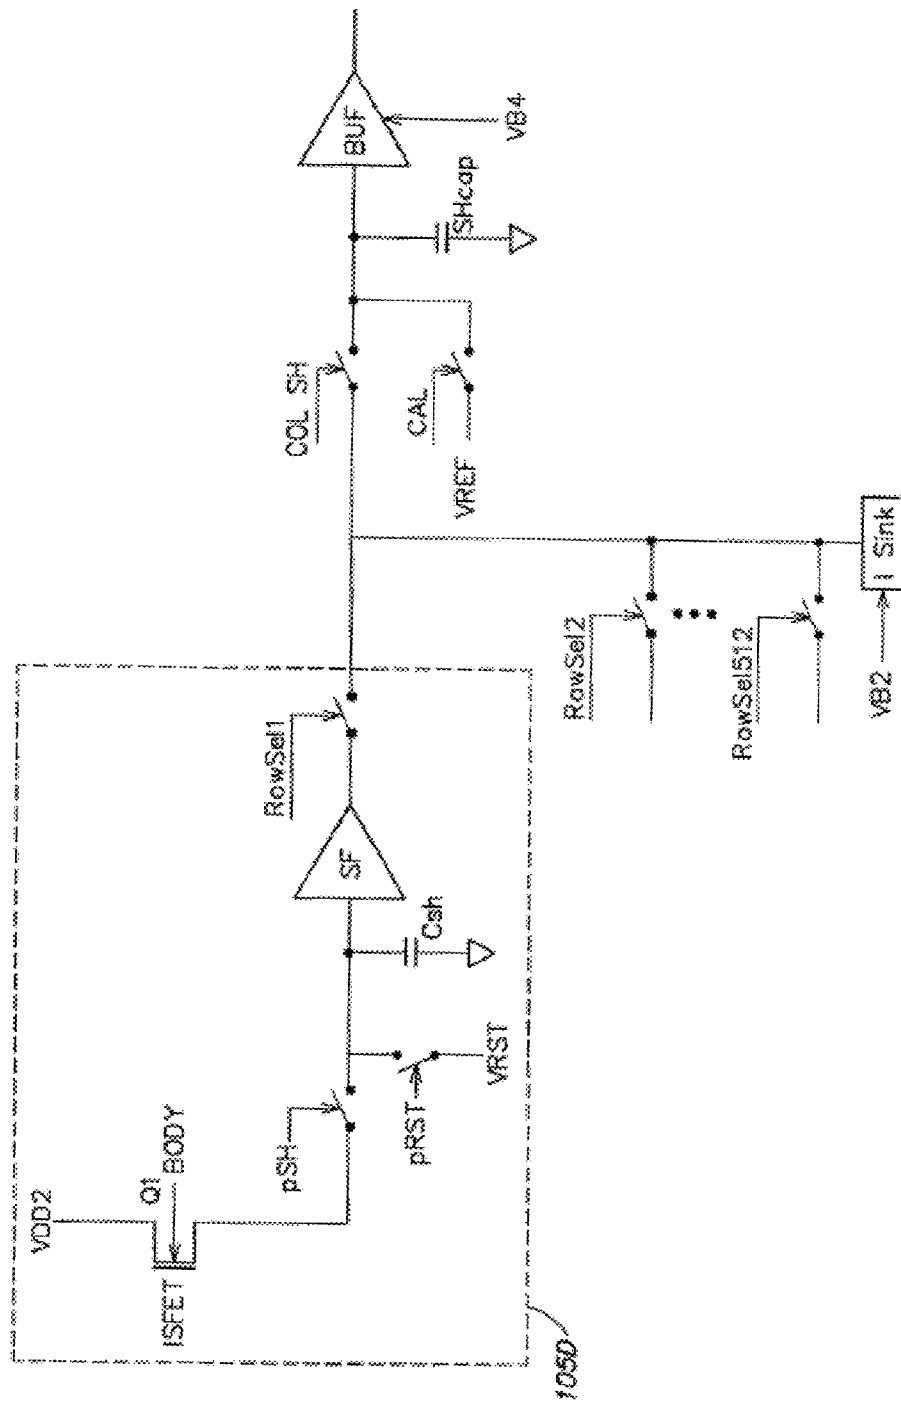 VDD2
Q1
BODY
ISFET
pSH
pRST
VRST
Csh
SF
RowSel1
105D
RowSel2
RowSel512
VB2
I Sink
COL SH
CAL
VREF
SHcap
BUF
VB4